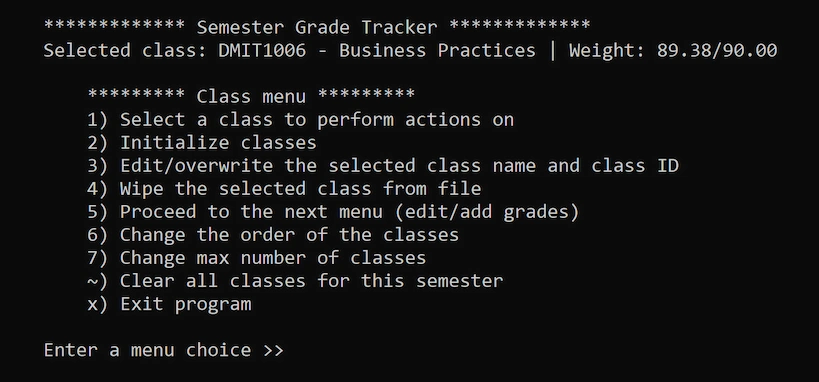 ************* Semester Grade Tracker *************
Selected class: DMIT1006 - Business Practices | Weight: 89.38/90.00
********* Class menu *********
1) Select a class to perform actions on
2) Initialize classes
3) Edit/overwrite the selected class name and class ID
4) Wipe the selected class from file
5) Proceed to the next menu (edit/add grades)
6) Change the order of the classes
7) Change max number of classes
~) Clear all classes for this semester
x) Exit program
Enter a menu choice >>